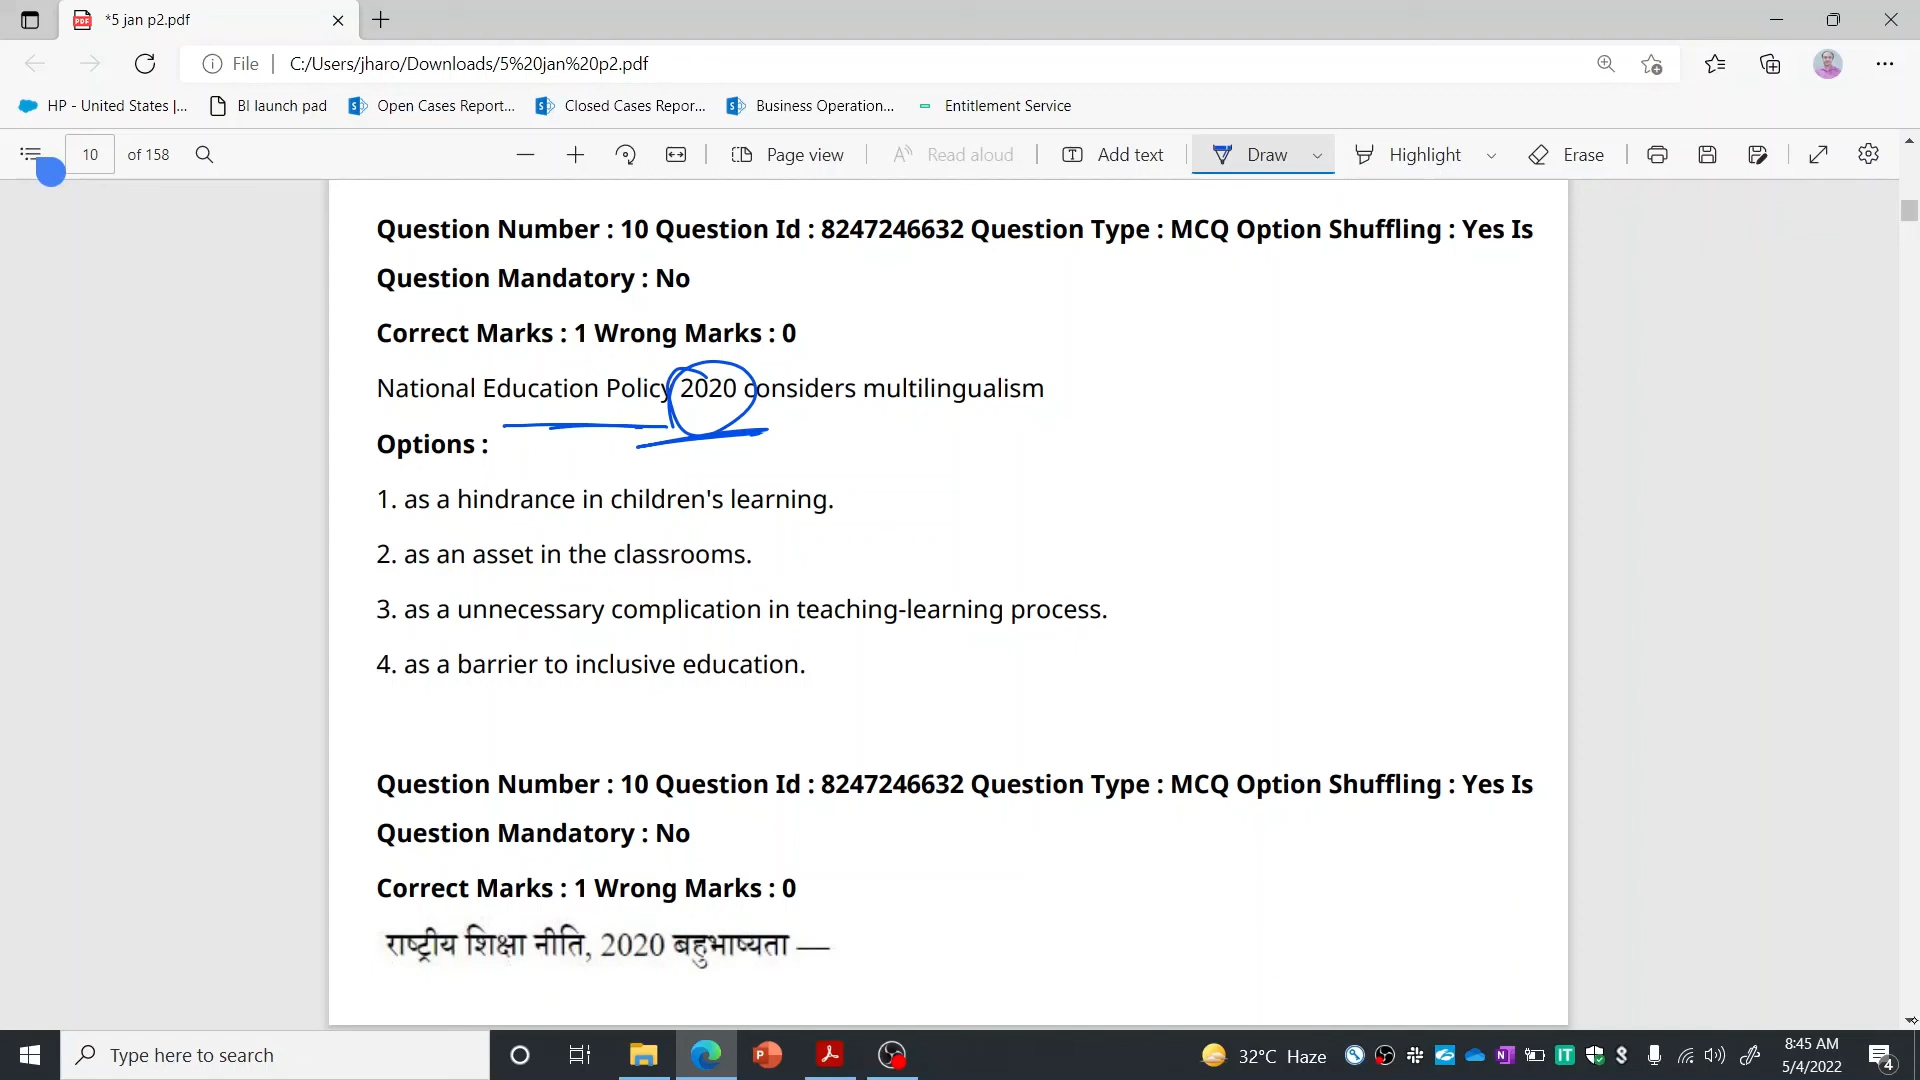 *5 jan p2.pdf
File | C:/Users/jharo/Downloads/5%20jan%20p2.pdf
HP - United States |... BI launch pad Open Cases Report... Closed Cases Repor... Business Operation... Entitlement Service
10 of 158 Page view Read aloud Add text Draw Highlight Erase
Question Number : 10 Question Id : 8247246632 Question Type : MCQ Option Shuffling : Yes Is
Question Mandatory : No
Correct Marks : 1 Wrong Marks : 0
National Education Policy 2020 considers multilingualism
Options :
1. as a hindrance in children's learning.
2. as an asset in the classrooms.
3. as a unnecessary complication in teaching-learning process.
4. as a barrier to inclusive education.
Question Number : 10 Question Id : 8247246632 Question Type : MCQ Option Shuffling : Yes Is
Question Mandatory : No
Correct Marks : 1 Wrong Marks : 0
राष्ट्रीय शिक्षा नीति, 2020 बहुभाष्यता —
Type here to search 32°C Haze 8:45 AM
5/4/2022 4